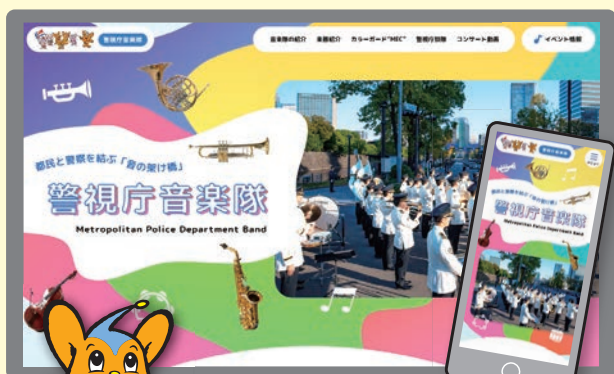 警視庁音楽隊
音楽隊の紹介 楽器紹介 カラーガード"MEC" 警視庁鼓隊 コンサート動画
イベント情報
都民と警察を結ぶ「音の架け橋」
警視庁音楽隊
Metropolitan Police Department Band
警視庁音楽隊
MENU
都民と警察を結ぶ「音の架け橋」
警視庁音楽隊
Metropolitan Police Department Band